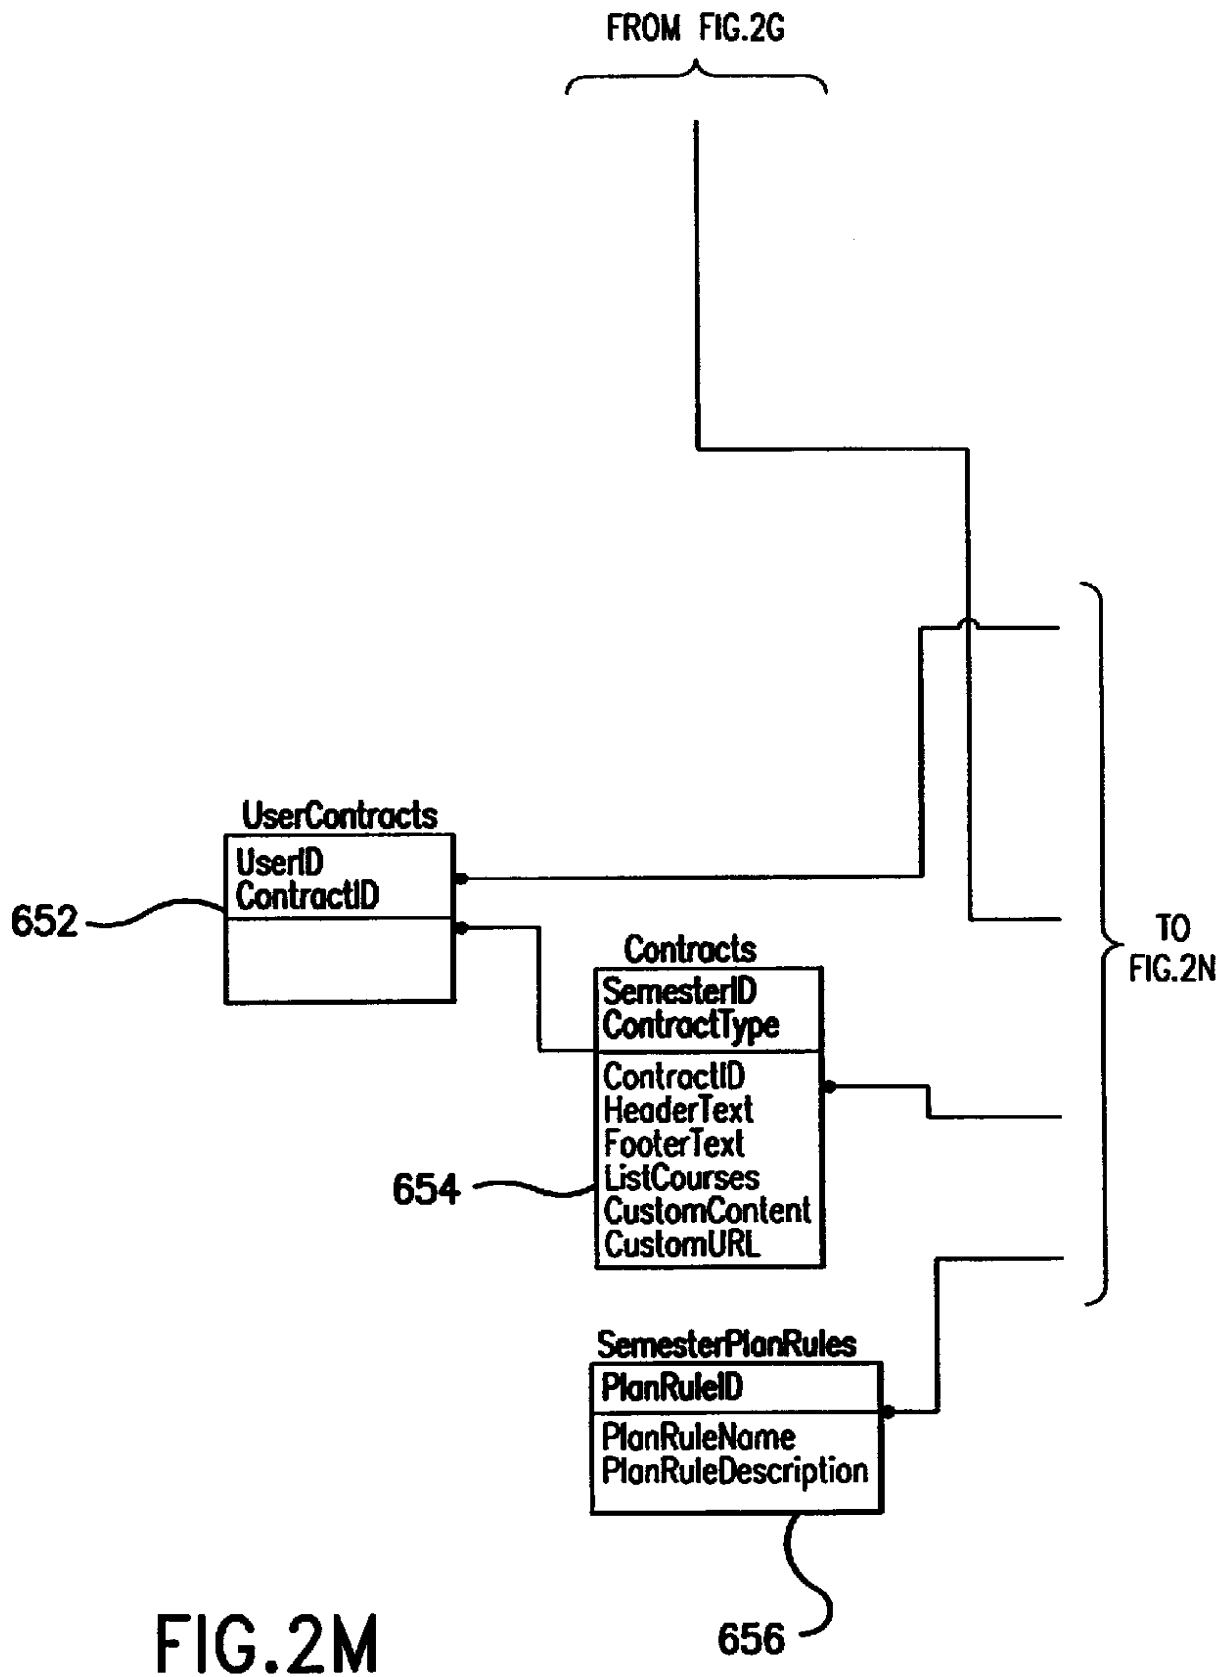 FROM FIG.2G
UserContracts
UserID
ContractID
652
Contracts
SemesterID
ContractType
ContractID
HeaderText
FooterText
ListCourses
CustomContent
CustomURL
654
TO
FIG.2N
SemesterPlanRules
PlanRuleID
PlanRuleName
PlanRuleDescription
656
FIG.2M